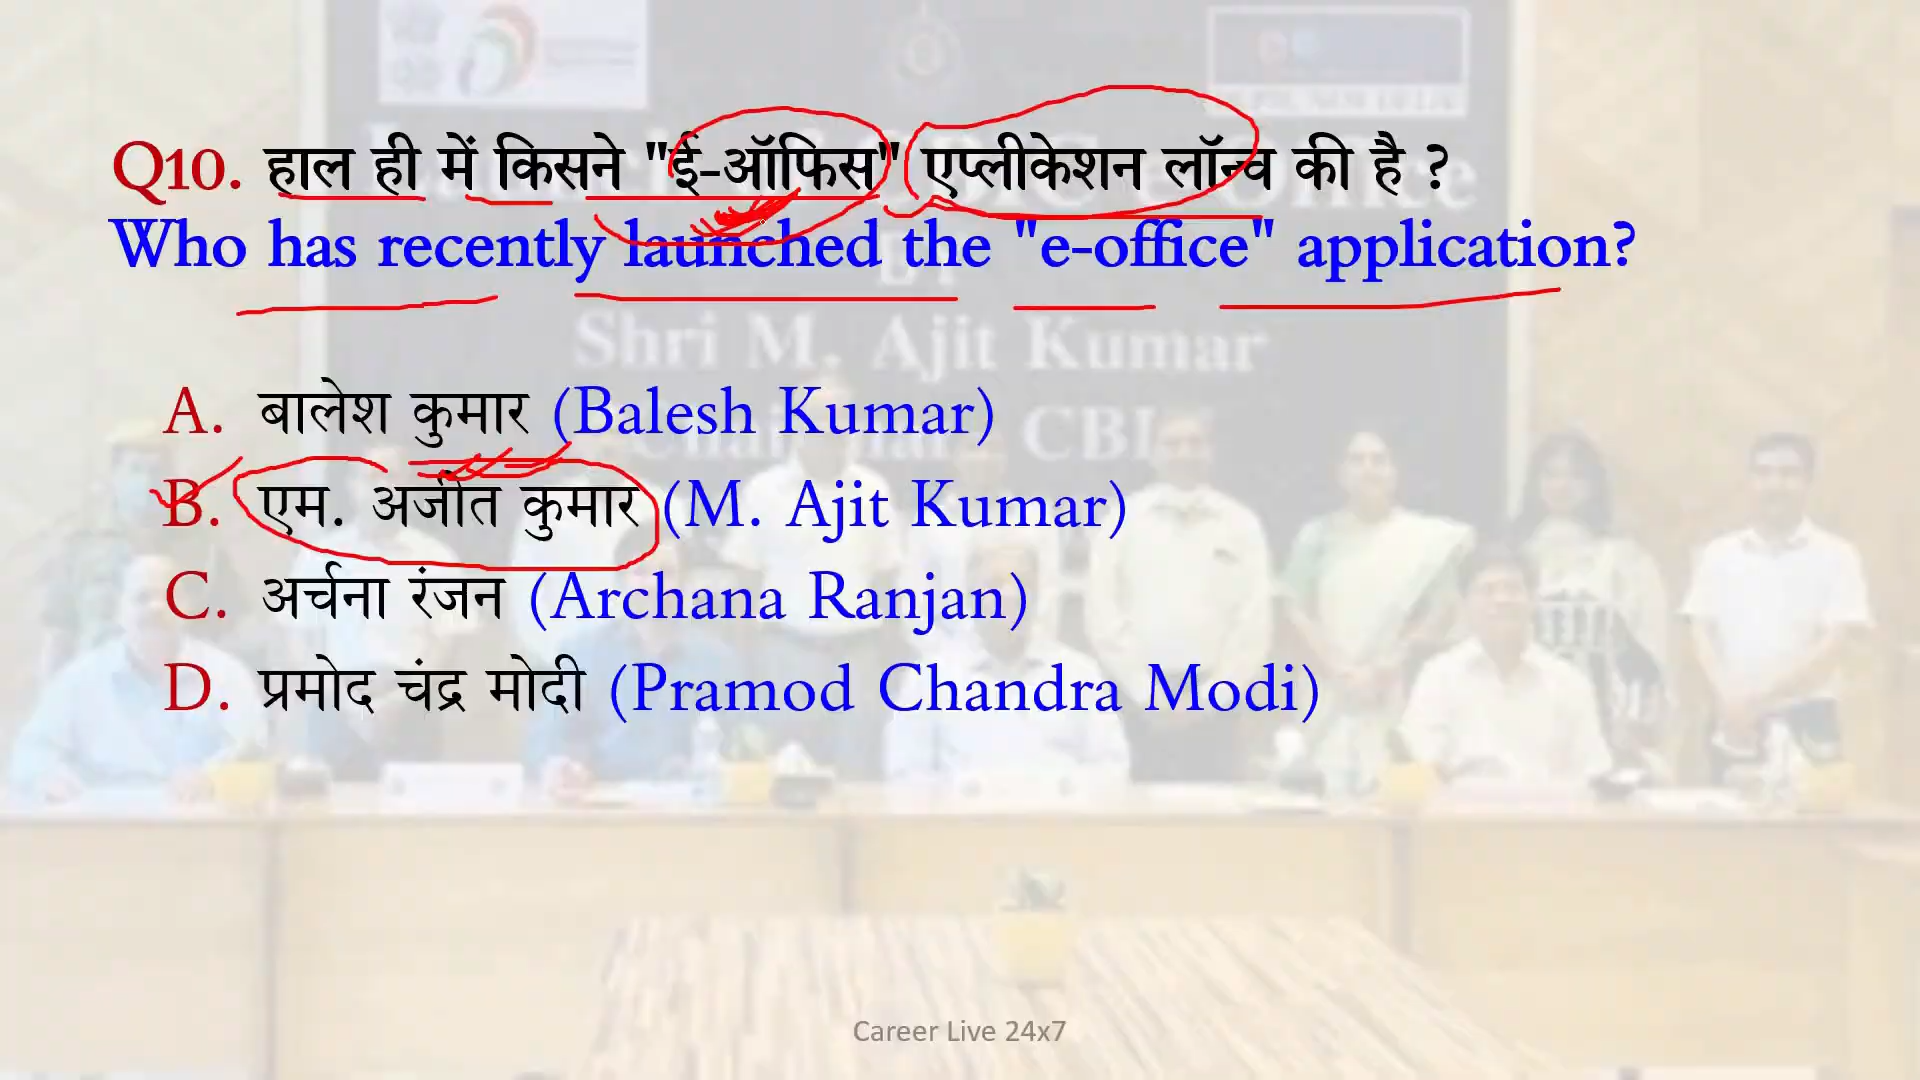 Q10. हाल ही में किसने "ई-ऑफिस" एप्लीकेशन लॉन्च की है ?
Who has recently launched the "e-office" application?
Shri M. Ajit Kumar
CBI
A. बालेश कुमार (Balesh Kumar)
B. एम. अजीत कुमार (M. Ajit Kumar)
C. अर्चना रंजन (Archana Ranjan)
D. प्रमोद चंद्र मोदी (Pramod Chandra Modi)
Career Live 24x7